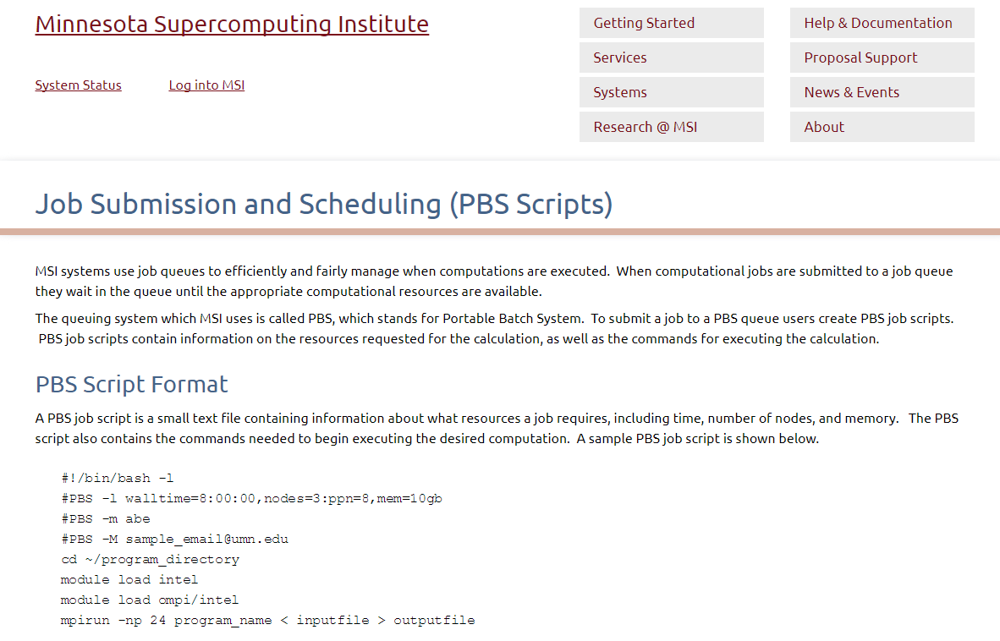 Minnesota Supercomputing Institute
System Status
Log into MSI
Getting Started
Services
Systems
Research @ MSI
Help & Documentation
Proposal Support
News & Events
About
Job Submission and Scheduling (PBS Scripts)
MSI systems use job queues to efficiently and fairly manage when computations are executed.  When computational jobs are submitted to a job queue
they wait in the queue until the appropriate computational resources are available.
The queuing system which MSI uses is called PBS, which stands for Portable Batch System.  To submit a job to a PBS queue users create PBS job scripts.
PBS job scripts contain information on the resources requested for the calculation, as well as the commands for executing the calculation.
PBS Script Format
A PBS job script is a small text file containing information about what resources a job requires, including time, number of nodes, and memory.   The PBS
script also contains the commands needed to begin executing the desired computation.  A sample PBS job script is shown below.
#!/bin/bash -l
#PBS -l walltime=8:00:00,nodes=3:ppn=8,mem=10gb
#PBS -m abe
#PBS -M sample_email@umn.edu
cd ~/program_directory
module load intel
module load ompi/intel
mpirun -np 24 program_name < inputfile > outputfile